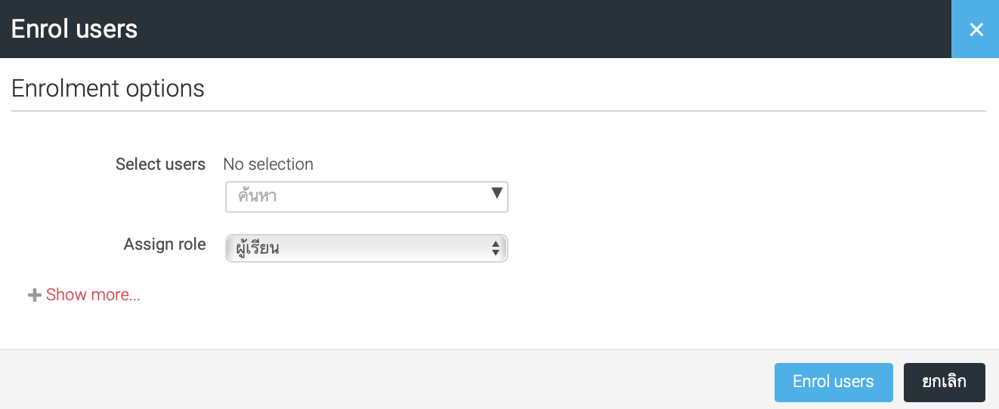 Enrol users
Enrolment options
Select users No selection
ค้นหา
Assign role ผู้เรียน
Show more...
Enrol users ยกเลิก